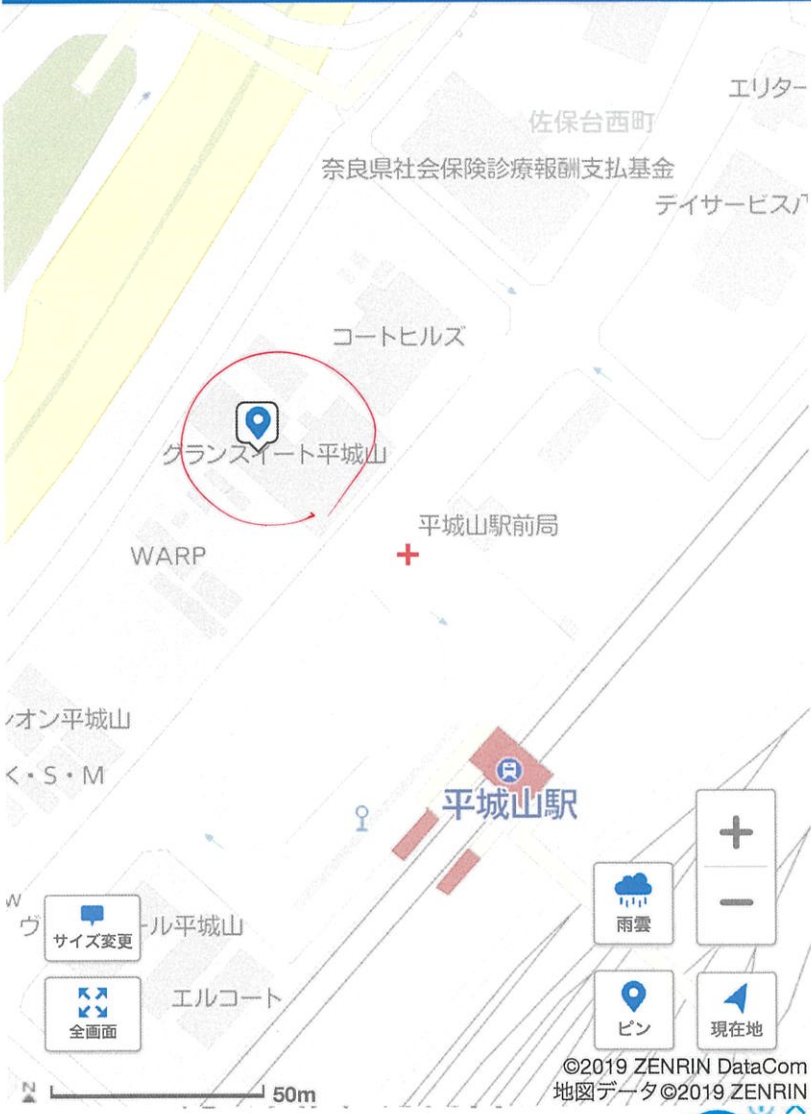 エリター
佐保台西町
奈良県社会保険診療報酬支払基金
デイサービス
コートヒルズ
グランスイート平城山
平城山駅前局
WARP
オン平城山
・S・M
平城山駅
雨雲
サイズ変更
ール平城山
エルコート
全画面
ピン
現在地
50m
©2019 ZENRIN DataCom
地図データ©2019 ZENRIN